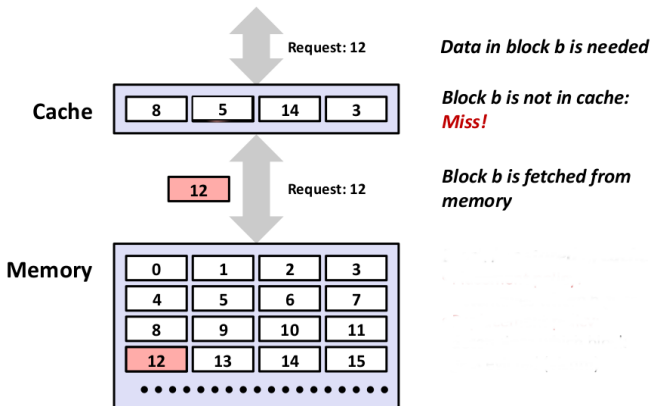 Request: 12
Data in block b is needed
Cache
8 5 14 3
Block b is not in cache:
Miss!
12
Request: 12
Block b is fetched from
memory
Memory
0 1 2 3
4 5 6 7
8 9 10 11
12 13 14 15